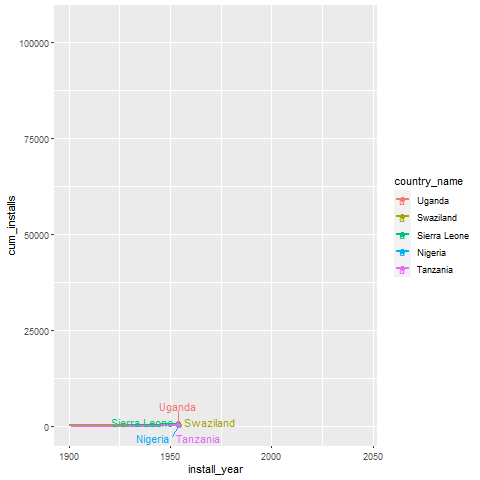 100000
75000
50000
25000
0
cum_installs
Uganda
Sierra Leone
Swaziland
Nigeria
Tanzania
1900
1950
2000
2050
install_year
country_name
a Uganda
a Swaziland
a Sierra Leone
a Nigeria
a Tanzania